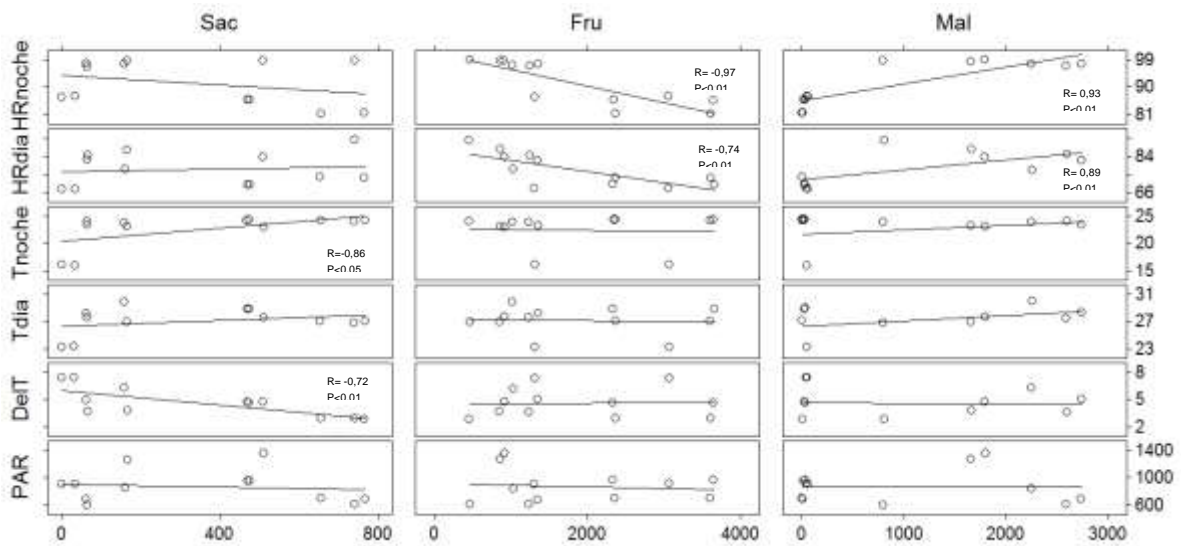 Sac Fru Mal
HRnoche
R= -0,97
P<0.01
R= 0,93
P<0.01
99
90
81
HRdia
R= -0,74
P<0.01
R= 0,89
P<0.01
84
66
Tnoche
R=-0,86
P<0.05
25
20
15
Tdia
31
27
23
DelT
R= -0,72
P<0.01
8
5
2
PAR
1400
1000
600
0 400 800 0 2000 4000 0 1000 2000 3000